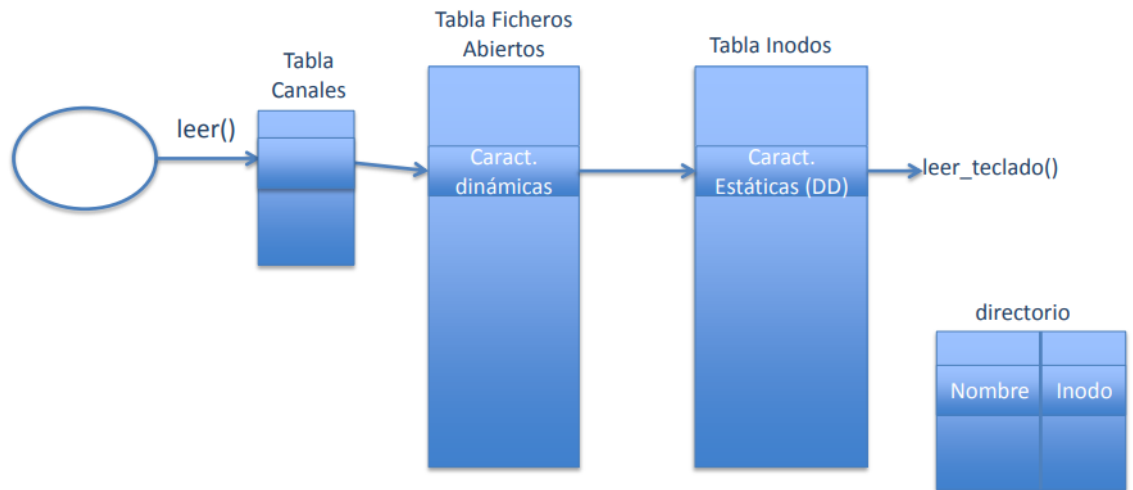 Tabla Ficheros
Abiertos
Tabla Inodos
Tabla
Canales
leer()
Caract.
dinámicas
Caract.
Estáticas (DD)
leer_teclado()
directorio
Nombre
Inodo